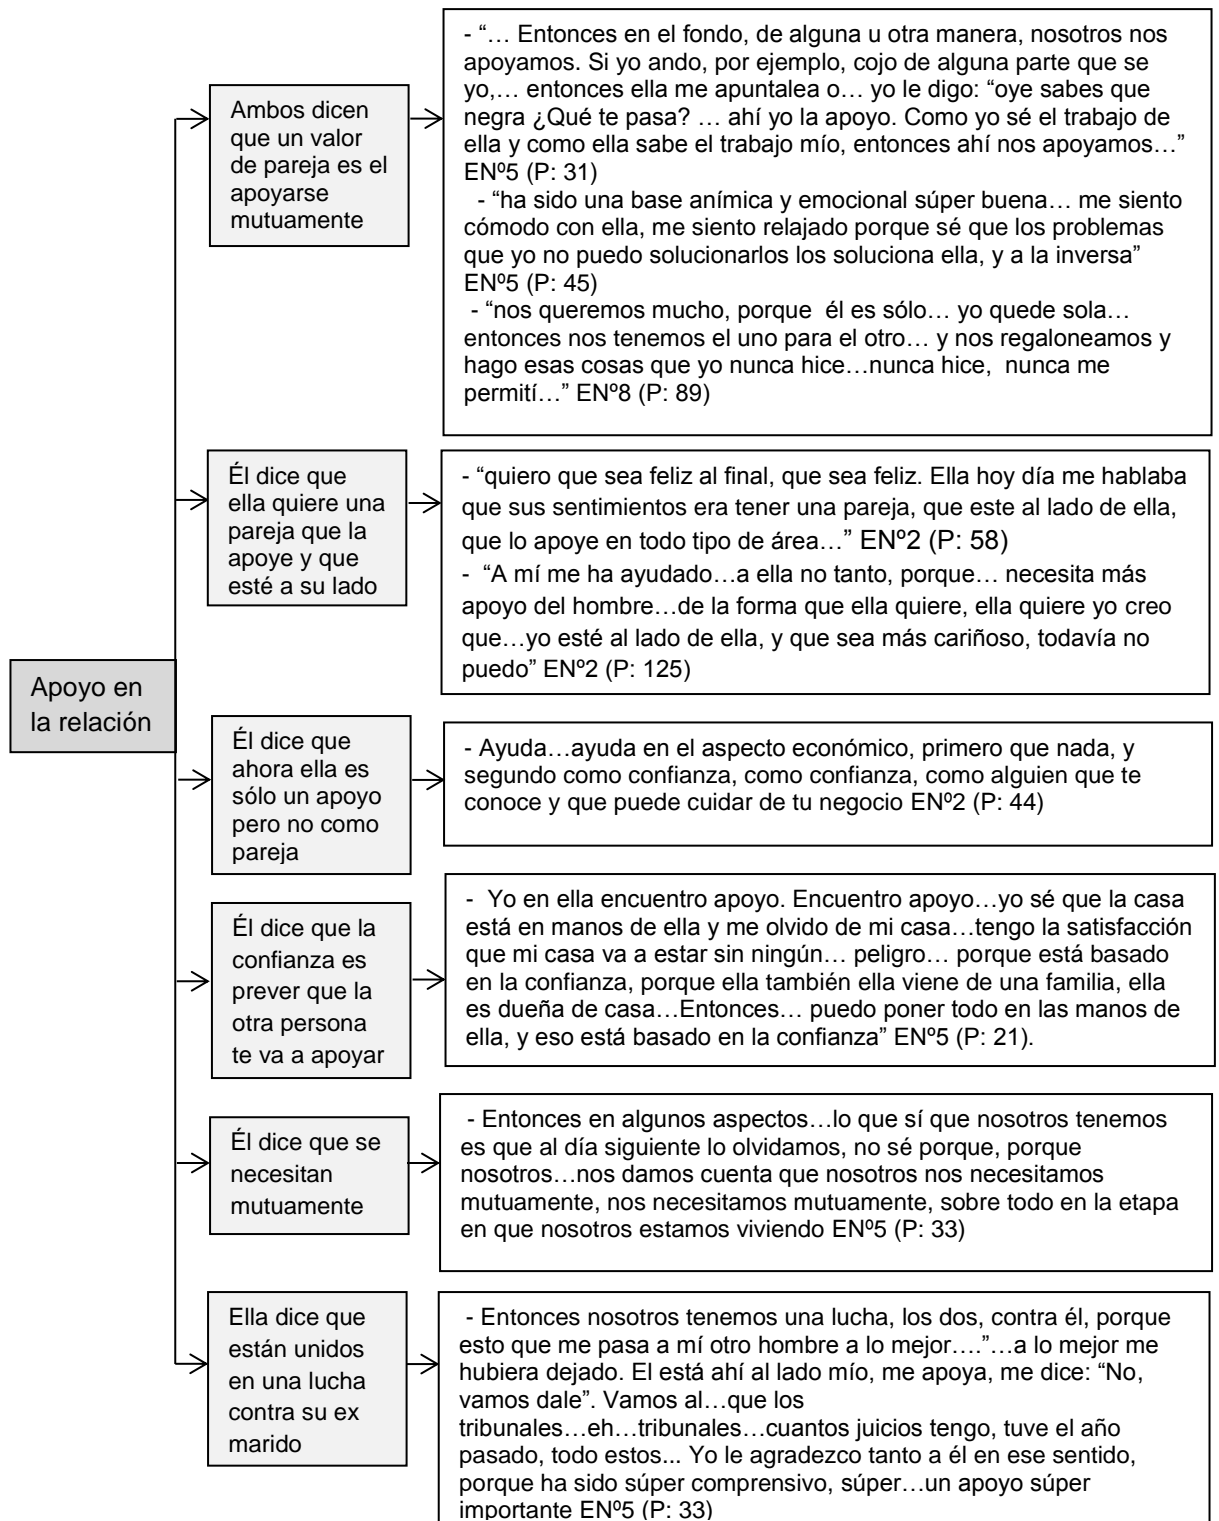 Apoyo en
la relación
Ambos dicen
que un valor
de pareja es el
apoyarse
mutuamente
- “… Entonces en el fondo, de alguna u otra manera, nosotros nos
apoyamos. Si yo ando, por ejemplo, cojo de alguna parte que se
yo,… entonces ella me apuntalea o… yo le digo: “oye sabes que
negra ¿Qué te pasa? … ahí yo la apoyo. Como yo sé el trabajo de
ella y como ella sabe el trabajo mío, entonces ahí nos apoyamos…”
ENº5 (P: 31)
- “ha sido una base anímica y emocional súper buena… me siento
cómodo con ella, me siento relajado porque sé que los problemas
que yo no puedo solucionarlos los soluciona ella, y a la inversa”
ENº5 (P: 45)
- “nos queremos mucho, porque él es sólo… yo quede sola…
entonces nos tenemos el uno para el otro… y nos regaloneamos y
hago esas cosas que yo nunca hice…nunca hice, nunca me
permití…” ENº8 (P: 89)
Él dice que
ella quiere una
pareja que la
apoye y que
esté a su lado
- “quiero que sea feliz al final, que sea feliz. Ella hoy día me hablaba
que sus sentimientos era tener una pareja, que este al lado de ella,
que lo apoye en todo tipo de área…” ENº2 (P: 58)
- “A mí me ha ayudado…a ella no tanto, porque… necesita más
apoyo del hombre…de la forma que ella quiere, ella quiere yo creo
que…yo esté al lado de ella, y que sea más cariñoso, todavía no
puedo” ENº2 (P: 125)
Él dice que
ahora ella es
sólo un apoyo
pero no como
pareja
- Ayuda…ayuda en el aspecto económico, primero que nada, y
segundo como confianza, como confianza, como alguien que te
conoce y que puede cuidar de tu negocio ENº2 (P: 44)
Él dice que la
confianza es
prever que la
otra persona
te va a apoyar
- Yo en ella encuentro apoyo. Encuentro apoyo…yo sé que la casa
está en manos de ella y me olvido de mi casa…tengo la satisfacción
que mi casa va a estar sin ningún… peligro… porque está basado
en la confianza, porque ella también ella viene de una familia, ella
es dueña de casa…Entonces… puedo poner todo en las manos de
ella, y eso está basado en la confianza” ENº5 (P: 21).
Él dice que se
necesitan
mutuamente
- Entonces en algunos aspectos…lo que sí que nosotros tenemos
es que al día siguiente lo olvidamos, no sé porque, porque
nosotros…nos damos cuenta que nosotros nos necesitamos
mutuamente, nos necesitamos mutuamente, sobre todo en la etapa
en que nosotros estamos viviendo ENº5 (P: 33)
Ella dice que
están unidos
en una lucha
contra su ex
marido
- Entonces nosotros tenemos una lucha, los dos, contra él, porque
esto que me pasa a mí otro hombre a lo mejor….”…a lo mejor me
hubiera dejado. El está ahí al lado mío, me apoya, me dice: “No,
vamos dale”. Vamos al…que los
tribunales…eh…tribunales…cuantos juicios tengo, tuve el año
pasado, todo estos... Yo le agradezco tanto a él en ese sentido,
porque ha sido súper comprensivo, súper…un apoyo súper
importante ENº5 (P: 33)